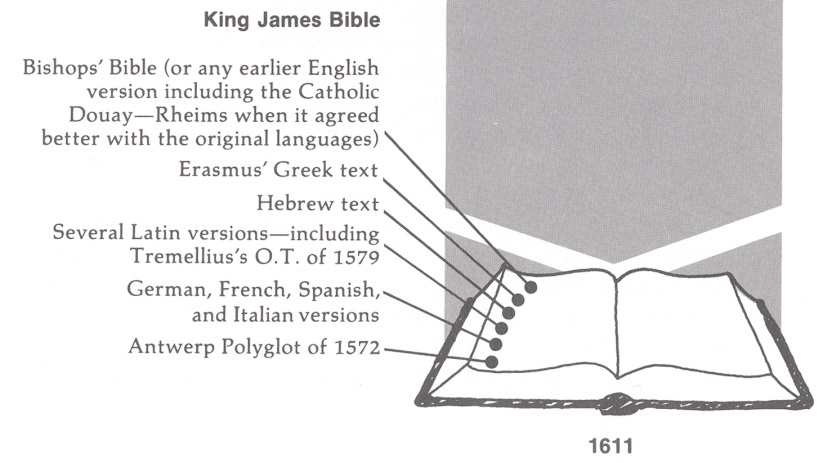 King James Bible
Bishops' Bible (or any earlier English
version including the Catholic
Douay—Rheims when it agreed
better with the original languages)
Erasmus' Greek text
Hebrew text
Several Latin versions—including
Tremellius's O.T. of 1579
German, French, Spanish,
and Italian versions
Antwerp Polyglot of 1572
1611